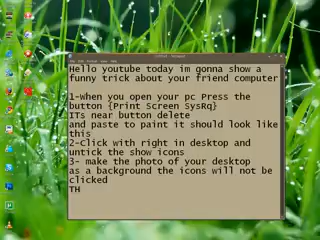 Hello youtube today im gonna show a
funny trick about your friend computer
1-when you open your pc Press the
button {Print Screen SysRq}
ITs near button delete
and paste to paint it should look like
this
2-Click with right in desktop and
untick the show icons
3- make the photo of your desktop
as a background the icons will not be
clicked
TH